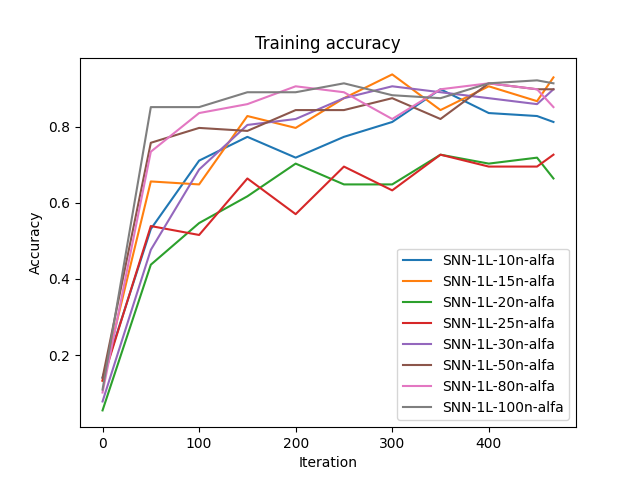 Training accuracy
Accuracy
0.8
0.6
0.4
0.2
0
100
200
300
400
Iteration
SNN-1L-10n-alfa
SNN-1L-15n-alfa
SNN-1L-20n-alfa
SNN-1L-25n-alfa
SNN-1L-30n-alfa
SNN-1L-50n-alfa
SNN-1L-80n-alfa
SNN-1L-100n-alfa